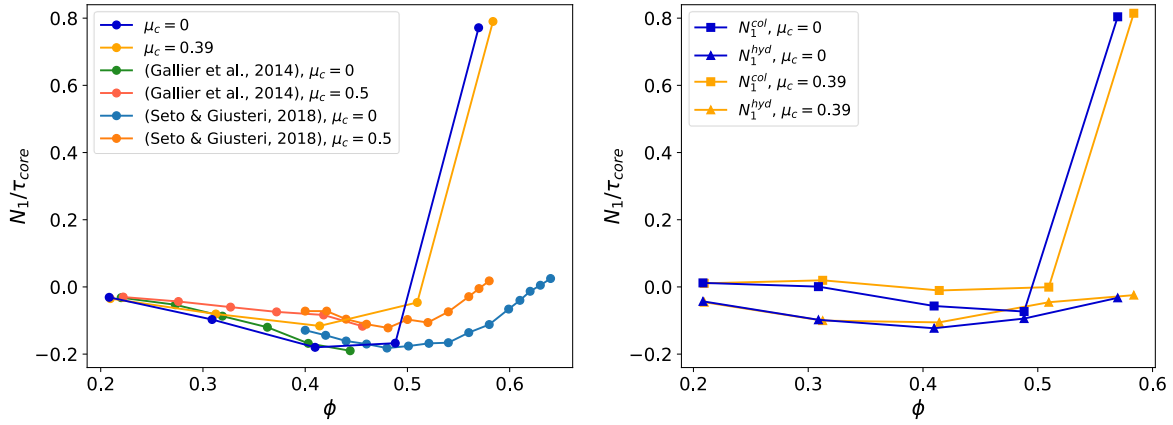 0.8
0.6
0.4
0.2
0.0
−0.2
N₁/τcore
μc = 0
μc = 0.39
(Gallier et al., 2014), μc = 0
(Gallier et al., 2014), μc = 0.5
(Seto & Giusteri, 2018), μc = 0
(Seto & Giusteri, 2018), μc = 0.5
0.2 0.3 0.4 0.5 0.6
ϕ
0.8
0.6
0.4
0.2
0.0
−0.2
N₁/τcore
N₁^col, μc = 0
N₁^hyd, μc = 0
N₁^col, μc = 0.39
N₁^hyd, μc = 0.39
0.2 0.3 0.4 0.5 0.6
ϕ